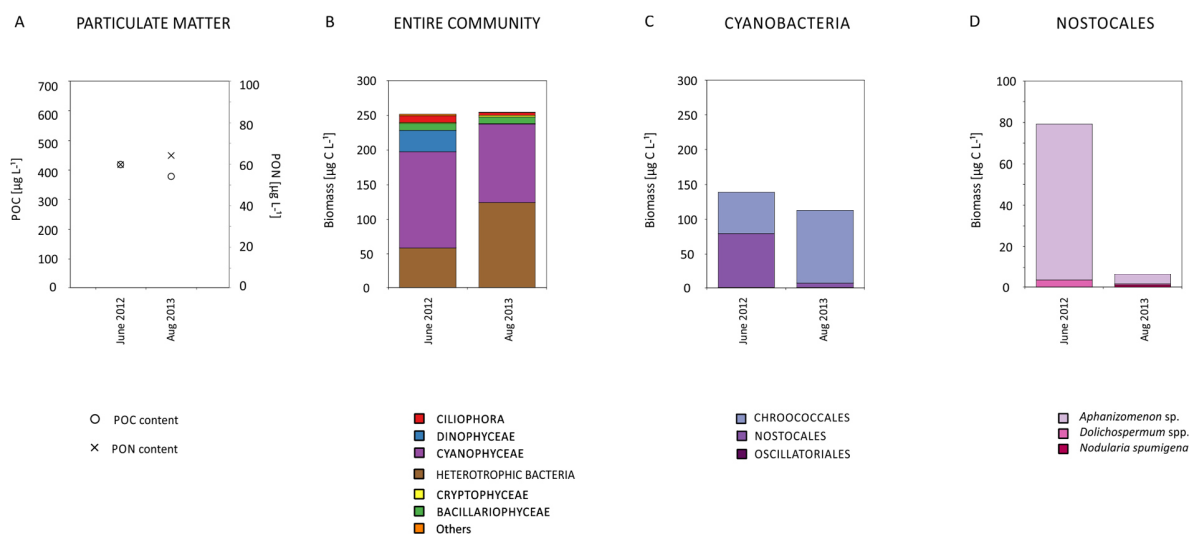 A PARTICULATE MATTER
B ENTIRE COMMUNITY
C CYANOBACTERIA
D NOSTOCALES
POC [µg L-¹]
700
600
500
400
300
200
100
0
100
80
60
40
20
0
PON [µg L-¹]
June 2012
Aug 2013
Biomass [µg C L-¹]
300
250
200
150
100
50
0
June 2012
Aug 2013
Biomass [µg C L-¹]
300
250
200
150
100
50
0
June 2012
Aug 2013
Biomass [µg C L-¹]
100
80
60
40
20
0
June 2012
Aug 2013
POC content
PON content
CILIOPHORA
DINOPHYCEAE
CYANOPHYCEAE
HETEROTROPHIC BACTERIA
CRYPTOPHYCEAE
BACILLARIOPHYCEAE
Others
CHROOCOCCALES
NOSTOCALES
OSCILLATORIALES
Aphanizomenon sp.
Dolichospermum spp.
Nodularia spumigena